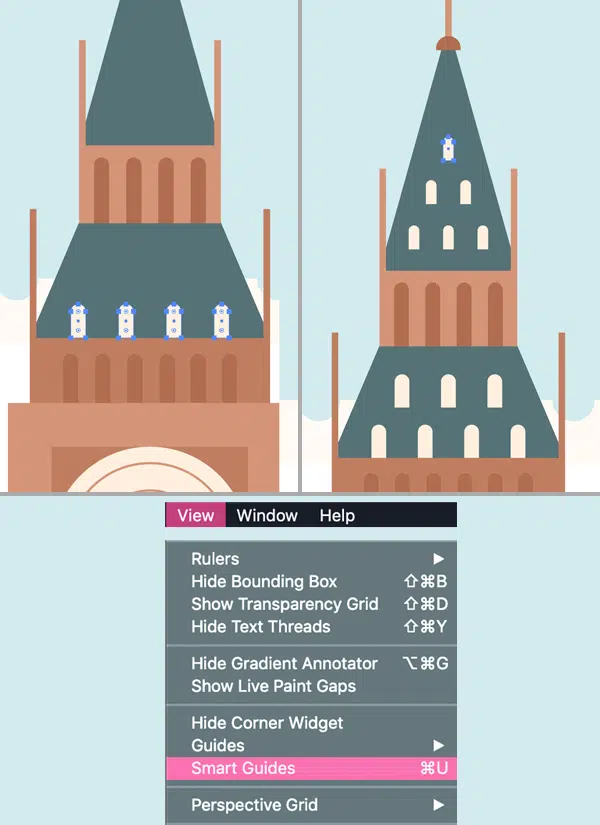 View Window Help
Rulers ▶
Hide Bounding Box ⇧⌘B
Show Transparency Grid ⇧⌘D
Hide Text Threads ⇧⌘Y
Hide Gradient Annotator ⌥⌘G
Show Live Paint Gaps
Hide Corner Widget
Guides ▶
Smart Guides ⌘U
Perspective Grid ▶